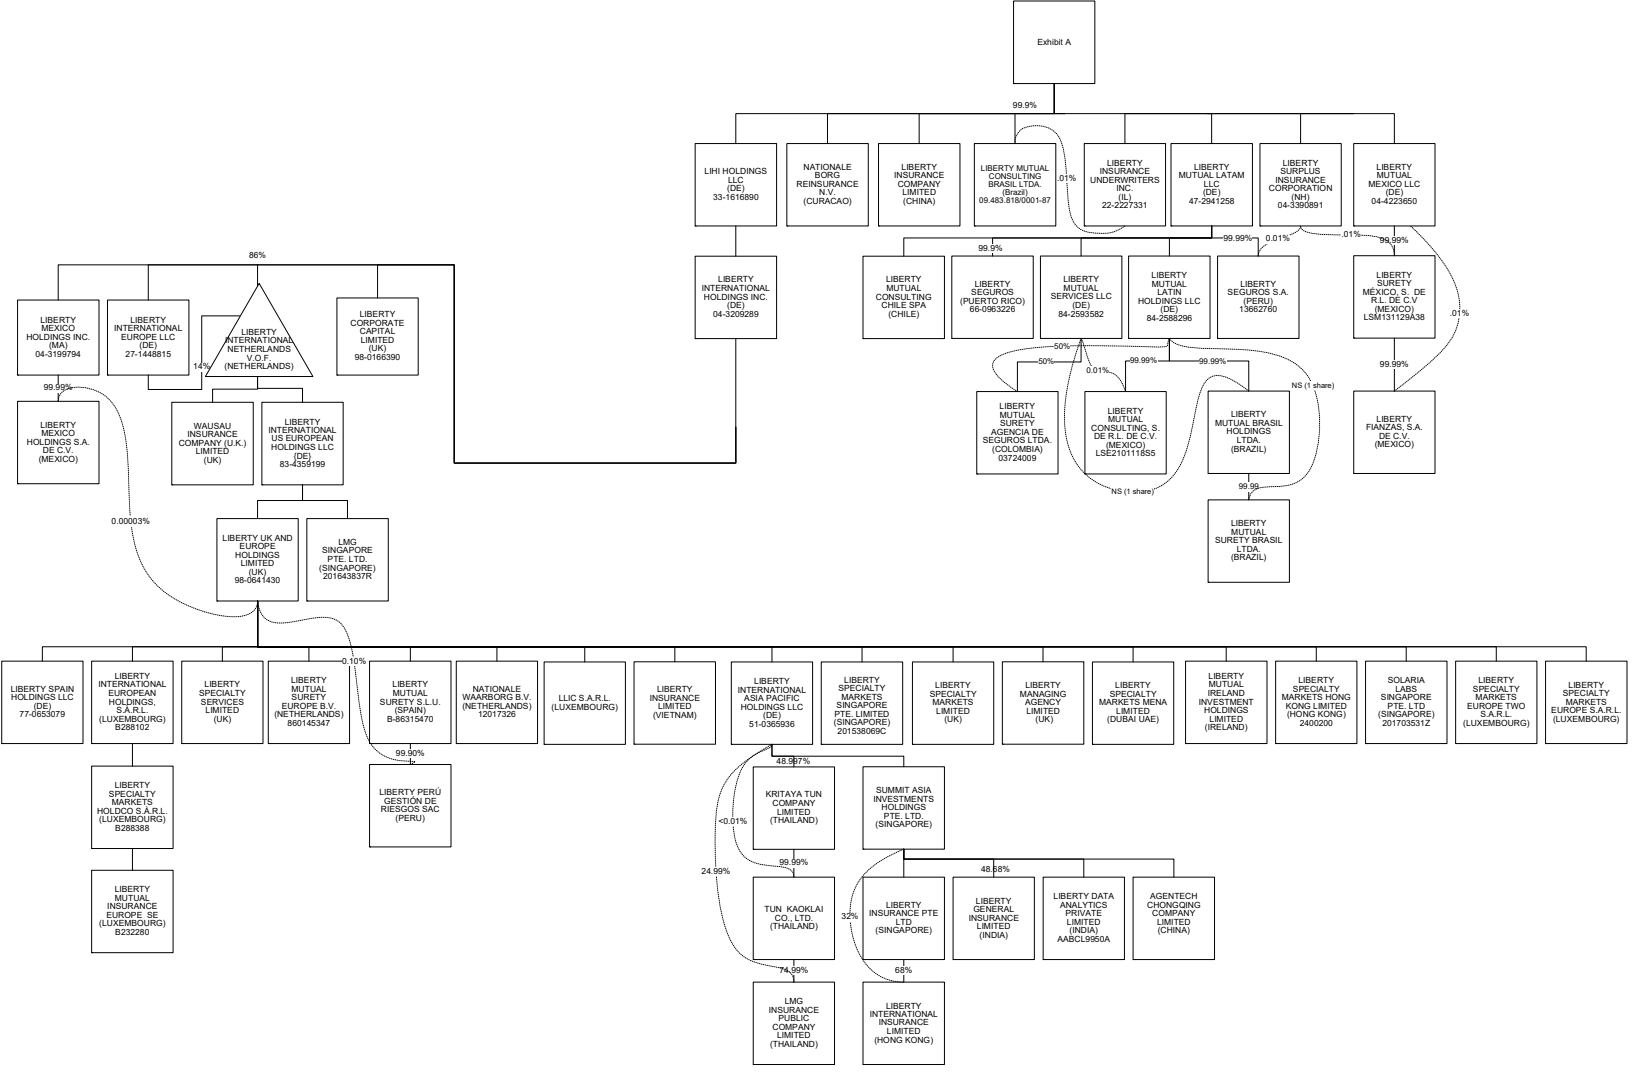 Exhibit A
99.9%
LIHI HOLDINGS
LLC
(DE)
33-1616890
NATIONALE
BORG
REINSURANCE
N.V.
(CURACAO)
LIBERTY
INSURANCE
COMPANY
LIMITED
(CHINA)
LIBERTY MUTUAL
CONSULTING
BRASIL LTDA.
(Brazil)
09.483.818/0001-87
.01%
LIBERTY
INSURANCE
UNDERWRITERS
INC.
(IL)
22-2227331
LIBERTY
MUTUAL LATAM
LLC
(DE)
47-2941258
LIBERTY
SURPLUS
INSURANCE
CORPORATION
(NH)
04-3390891
LIBERTY
MUTUAL
MEXICO LLC
(DE)
04-4223650
99.9%
99.99%
0.01%
.01%
99.99%
86%
LIBERTY
INTERNATIONAL
HOLDINGS INC.
(DE)
04-3209289
LIBERTY
MUTUAL
CONSULTING
CHILE SPA
(CHILE)
LIBERTY
SEGUROS
(PUERTO RICO)
66-0963226
LIBERTY
MUTUAL
SERVICES LLC
(DE)
84-2593582
LIBERTY
MUTUAL
LATIN
HOLDINGS LLC
(DE)
84-2588296
LIBERTY
SEGUROS S.A.
(PERU)
13662760
LIBERTY
SURETY
MÉXICO, S. DE
R.L. DE C.V
(MEXICO)
LSM131129A38
.01%
LIBERTY
MEXICO
HOLDINGS INC.
(MA)
04-3199794
LIBERTY
INTERNATIONAL
EUROPE LLC
(DE)
27-1448815
14%
LIBERTY
INTERNATIONAL
NETHERLANDS
V.O.F.
(NETHERLANDS)
LIBERTY
CORPORATE
CAPITAL
LIMITED
(UK)
98-0166390
50%
50%
0.01%
99.99%
99.99%
NS (1 share)
99.99%
99.99%
LIBERTY
MEXICO
HOLDINGS S.A.
DE C.V.
(MEXICO)
WAUSAU
INSURANCE
COMPANY (U.K.)
LIMITED
(UK)
LIBERTY
INTERNATIONAL
US EUROPEAN
HOLDINGS LLC
(DE)
83-4359199
LIBERTY
MUTUAL
SURETY
AGENCIA DE
SEGUROS LTDA.
(COLOMBIA)
03724009
LIBERTY
MUTUAL
CONSULTING, S.
DE R.L. DE C.V.
(MEXICO)
LSE2101118S5
LIBERTY
MUTUAL BRASIL
HOLDINGS
LTDA.
(BRAZIL)
LIBERTY
FIANZAS, S.A.
DE C.V.
(MEXICO)
NS (1 share)
99.99
0.00003%
LIBERTY UK AND
EUROPE
HOLDINGS
LIMITED
(UK)
98-0641430
LMG
SINGAPORE
PTE. LTD.
(SINGAPORE)
201643837R
LIBERTY
MUTUAL
SURETY BRASIL
LTDA.
(BRAZIL)
LIBERTY SPAIN
HOLDINGS LLC
(DE)
77-0653079
LIBERTY
INTERNATIONAL
EUROPEAN
HOLDINGS,
S.À.R.L.
(LUXEMBOURG)
B288102
LIBERTY
SPECIALTY
SERVICES
LIMITED
(UK)
LIBERTY
MUTUAL
SURETY
EUROPE B.V.
(NETHERLANDS)
860145347
0.10%
LIBERTY
MUTUAL
SURETY S.L.U.
(SPAIN)
B-86315470
NATIONALE
WAARBORG B.V.
(NETHERLANDS)
12017326
LLIC S.A.R.L.
(LUXEMBOURG)
LIBERTY
INSURANCE
LIMITED
(VIETNAM)
LIBERTY
INTERNATIONAL
ASIA PACIFIC
HOLDINGS LLC
(DE)
51-0365936
LIBERTY
SPECIALTY
MARKETS
SINGAPORE
PTE. LIMITED
(SINGAPORE)
201538069C
LIBERTY
SPECIALTY
MARKETS
LIMITED
(UK)
LIBERTY
MANAGING
AGENCY
LIMITED
(UK)
LIBERTY
SPECIALTY
MARKETS MENA
LIMITED
(DUBAI UAE)
LIBERTY
MUTUAL
IRELAND
INVESTMENT
HOLDINGS
LIMITED
(IRELAND)
LIBERTY
SPECIALTY
MARKETS HONG
KONG LIMITED
(HONG KONG)
2400200
SOLARIA
LABS
SINGAPORE
PTE. LTD
(SINGAPORE)
201703531Z
LIBERTY
SPECIALTY
MARKETS
EUROPE TWO
S.A.R.L.
(LUXEMBOURG)
LIBERTY
SPECIALTY
MARKETS
EUROPE S.A.R.L.
(LUXEMBOURG)
99.90%
48.997%
LIBERTY
SPECIALTY
MARKETS
HOLDCO S.À.R.L.
(LUXEMBOURG)
B288388
LIBERTY PERÚ
GESTIÓN DE
RIESGOS SAC
(PERU)
<0.01%
KRITAYA TUN
COMPANY
LIMITED
(THAILAND)
SUMMIT ASIA
INVESTMENTS
HOLDINGS
PTE. LTD.
(SINGAPORE)
24.99%
99.99%
48.68%
LIBERTY
MUTUAL
INSURANCE
EUROPE SE
(LUXEMBOURG)
B232280
TUN KAOKLAI
CO., LTD.
(THAILAND)
32%
LIBERTY
INSURANCE PTE
LTD
(SINGAPORE)
LIBERTY
GENERAL
INSURANCE
LIMITED
(INDIA)
LIBERTY DATA
ANALYTICS
PRIVATE
LIMITED
(INDIA)
AABCL9950A
AGENTECH
CHONGQING
COMPANY
LIMITED
(CHINA)
74.99%
68%
LMG
INSURANCE
PUBLIC
COMPANY
LIMITED
(THAILAND)
LIBERTY
INTERNATIONAL
INSURANCE
LIMITED
(HONG KONG)